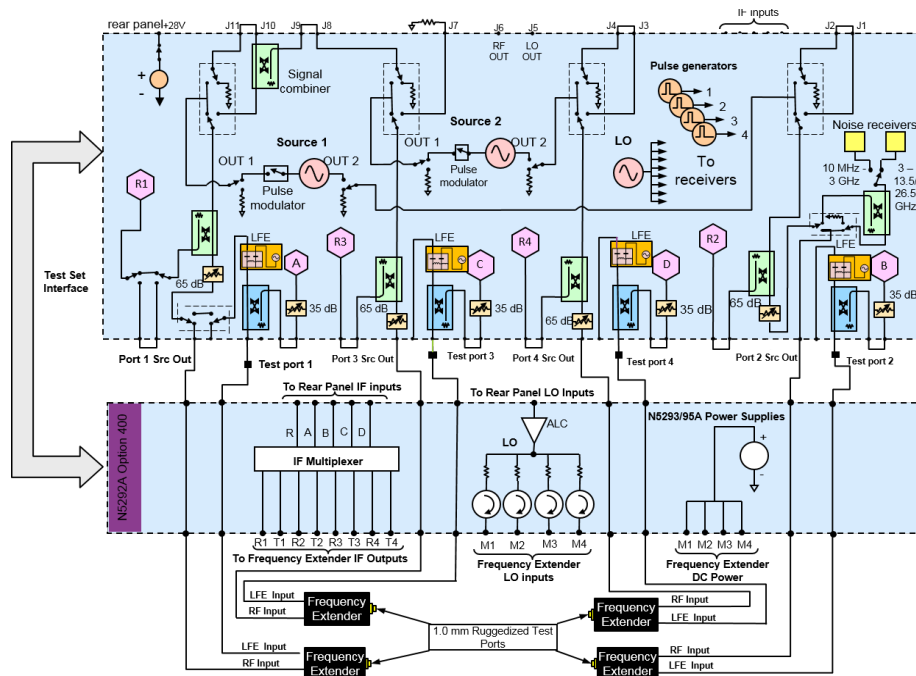 rear panel +28V
J11
J10
J9
J8
J7
J6
RF
OUT
J5
LO
OUT
J4
J3
IF inputs
J2
J1
+
-
Signal
combiner
Pulse generators
1
2
3
4
Source 1
Source 2
OUT 1
OUT 2
OUT 1
OUT 2
Pulse
modulator
Pulse
modulator
LO
To
receivers
Noise receivers
10 MHz -
3 GHz
3 –
13.5/
26.5
GHz
R1
LFE
A
R3
LFE
C
R4
LFE
D
R2
LFE
B
Test Set
Interface
65 dB
35 dB
65 dB
35 dB
65 dB
35 dB
65 dB
35 dB
Port 1 Src Out
Test port 1
Port 3 Src Out
Test port 3
Port 4 Src Out
Test port 4
Port 2 Src Out
Test port 2
N5292A Option 400
To Rear Panel IF inputs
R
A
B
C
D
IF Multiplexer
R1
T1
R2
T2
R3
T3
R4
T4
To Frequency Extender IF Outputs
To Rear Panel LO Inputs
ALC
LO
M1
M2
M3
M4
Frequency Extender
LO inputs
N5293/95A Power Supplies
+
-
M1
M2
M3
M4
Frequency Extender
DC Power
LFE Input
RF Input
Frequency
Extender
LFE Input
RF Input
Frequency
Extender
1.0 mm Ruggedized Test
Ports
Frequency
Extender
RF Input
LFE Input
Frequency
Extender
RF Input
LFE Input